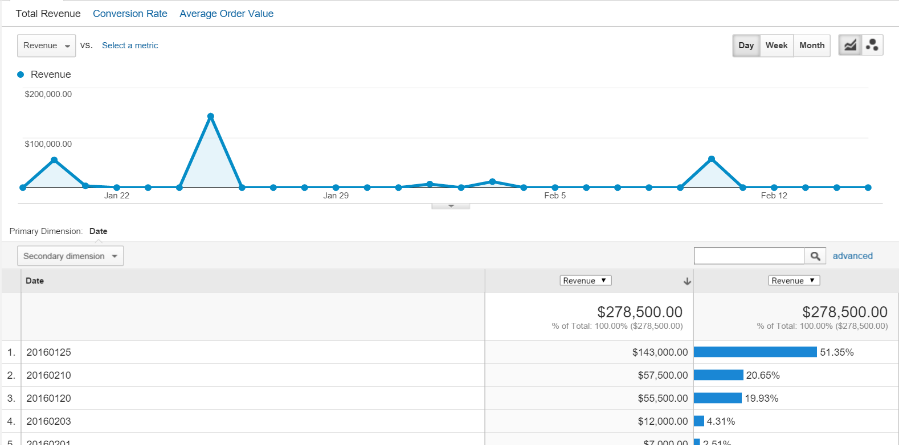 Total Revenue Conversion Rate Average Order Value
Revenue VS. Select a metric Day Week Month
Revenue
$200,000.00
$100,000.00
Jan 22 Jan 29 Feb 5 Feb 12
Primary Dimension: Date
Secondary dimension advanced
Date Revenue Revenue
$278,500.00 $278,500.00
% of Total: 100.00% ($278,500.00) % of Total: 100.00% ($278,500.00)
1. 20160125 $143,000.00 51.35%
2. 20160210 $57,500.00 20.65%
3. 20160120 $55,500.00 19.93%
4. 20160203 $12,000.00 4.31%
5. 20160201 $7,000.00 2.51%